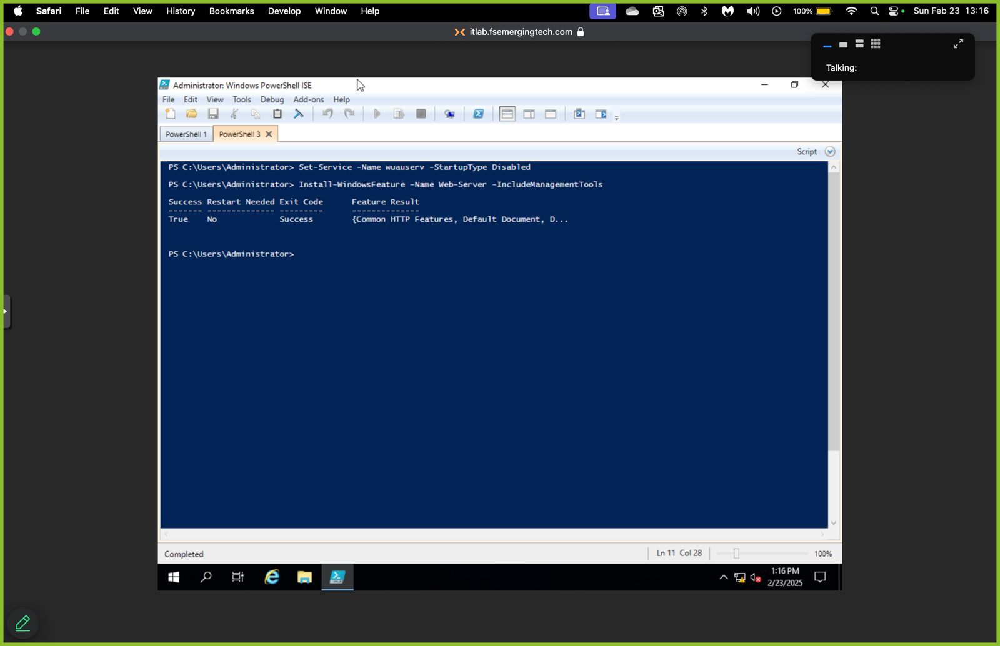 Safari File Edit View History Bookmarks Develop Window Help 100% Sun Feb 23 13:16
itlab.fsemergingtech.com
Talking:
Administrator: Windows PowerShell ISE
File Edit View Tools Debug Add-ons Help
PowerShell 1 PowerShell 3
Script
PS C:\Users\Administrator> Set-Service -Name wuauserv -StartupType Disabled
PS C:\Users\Administrator> Install-WindowsFeature -Name Web-Server -IncludeManagementTools
Success Restart Needed Exit Code Feature Result
------- -------------- --------- --------------
True No Success {Common HTTP Features, Default Document, D...
PS C:\Users\Administrator>
Completed Ln 11 Col 28 100%
1:16 PM
2/23/2025